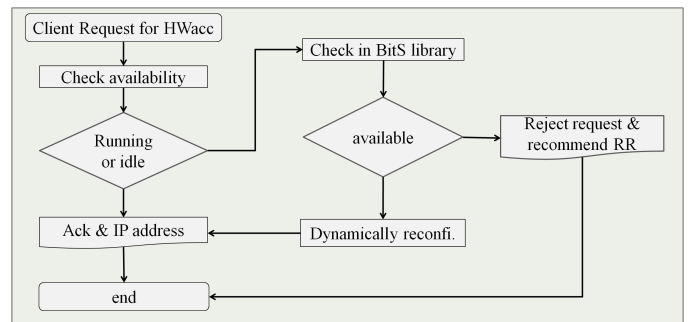 Client Request for HWacc
Check availability
Running
or idle
Ack & IP address
end
Check in BitS library
available
Dynamically reconfi.
Reject request &
recommend RR